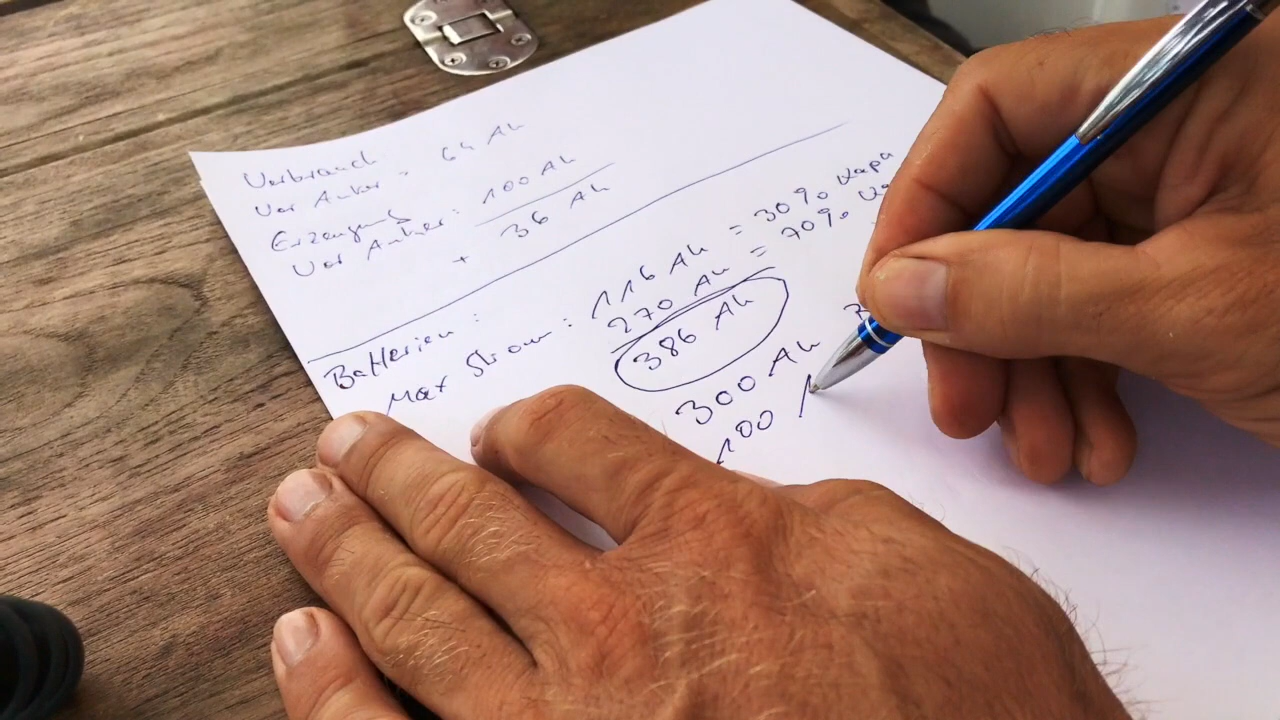 Verbrauch
Vor Anker: 64 Ah
Erzeugung
Vor Anker: 100 Ah
+ 36 Ah
Batterien:
Max Strom: 116 Ah = 30% Kapa
270 Ah = 70% Ka
386 Ah
300 Ah
100